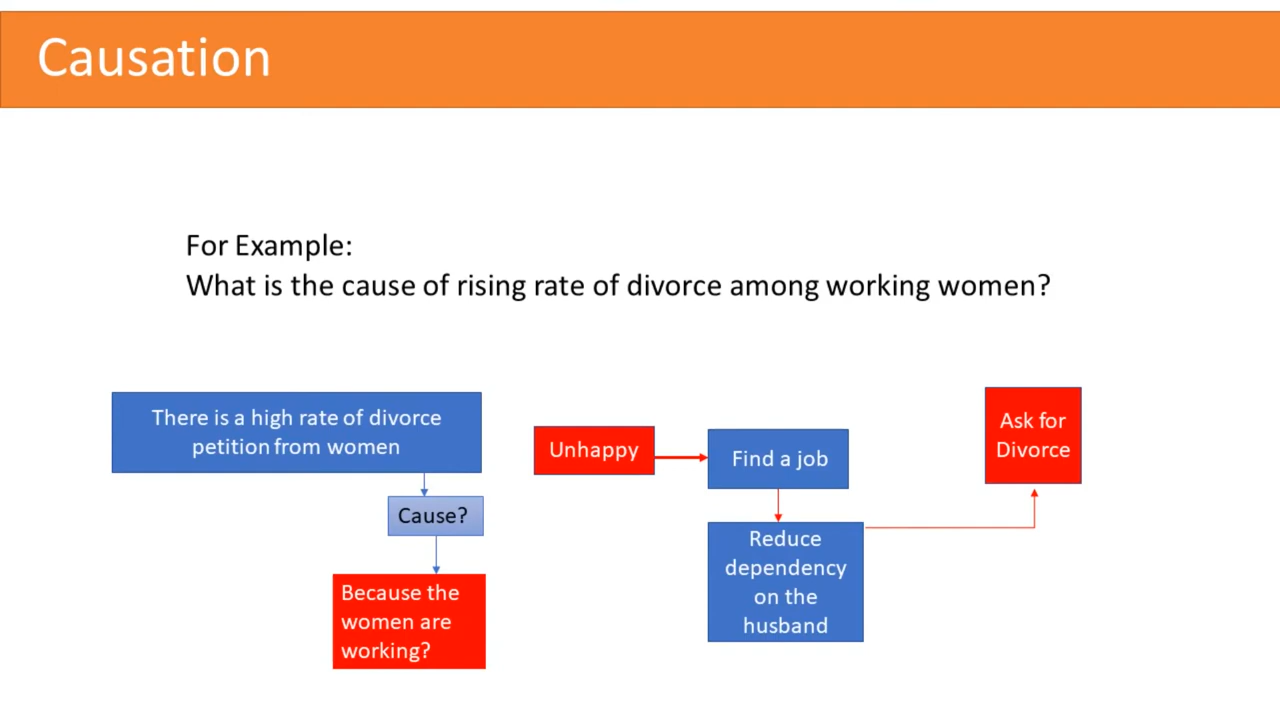 Causation
For Example:
What is the cause of rising rate of divorce among working women?
There is a high rate of divorce
petition from women
Cause?
Because the
women are
working?
Unhappy
Find a job
Reduce
dependency
on the
husband
Ask for
Divorce